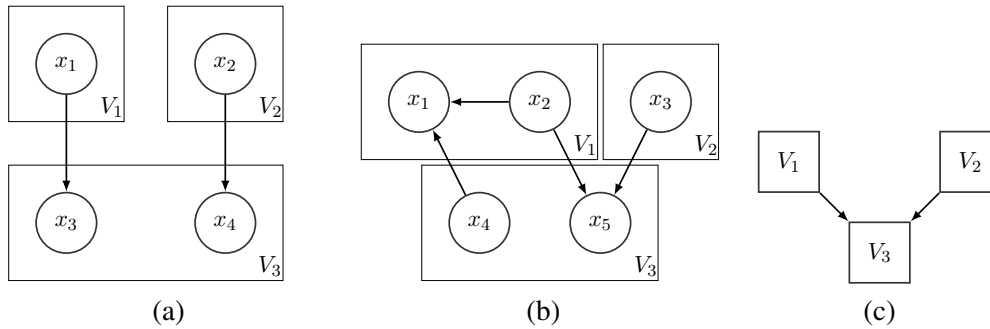 x₁ x₂
V₁ V₂
x₃ x₄
V₃
(a)
x₁ x₂ x₃
V₁ V₂
x₄ x₅
V₃
(b)
V₁ V₂
V₃
(c)